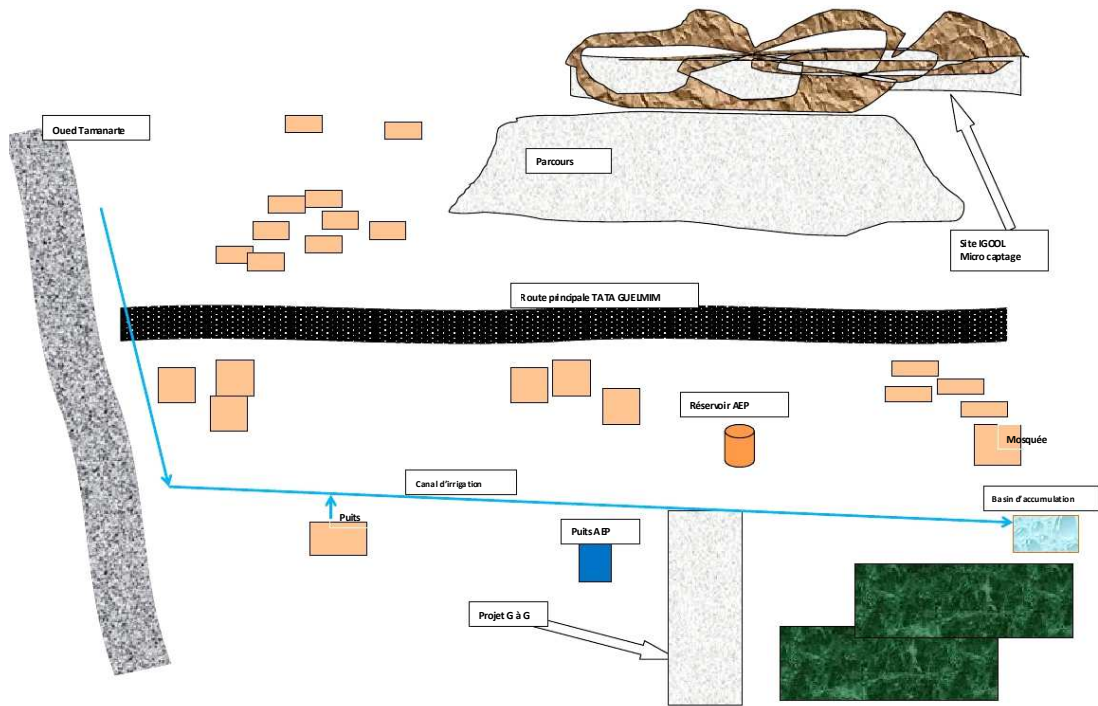 Oued Tamanarte
Parcours
Site IGOOL
Micro captage
Route principale TATA GUELMIM
Réservoir AEP
Mosquée
Canal d'irrigation
Basin d'accumulation
Puits
Puits AEP
Projet G à G